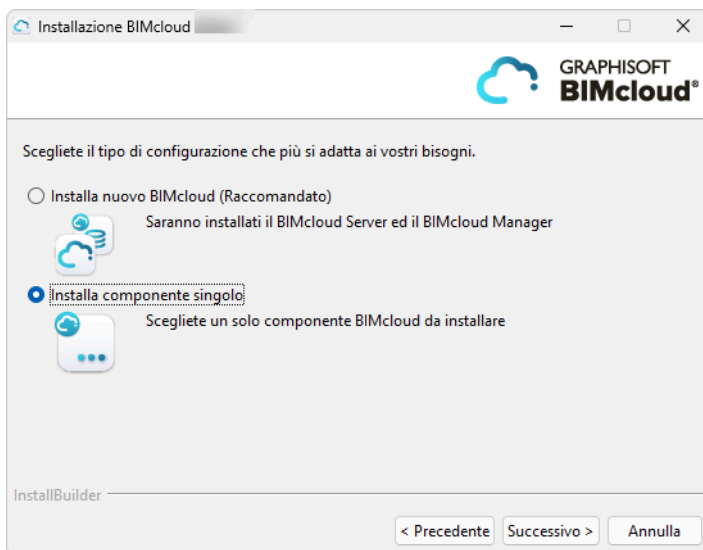 Installazione BIMcloud
GRAPHISOFT
BIMcloud®
Scegliete il tipo di configurazione che più si adatta ai vostri bisogni.
Installa nuovo BIMcloud (Raccomandato)
Saranno installati il BIMcloud Server ed il BIMcloud Manager
Installa componente singolo
Scegliete un solo componente BIMcloud da installare
InstallBuilder
< Precedente Successivo > Annulla